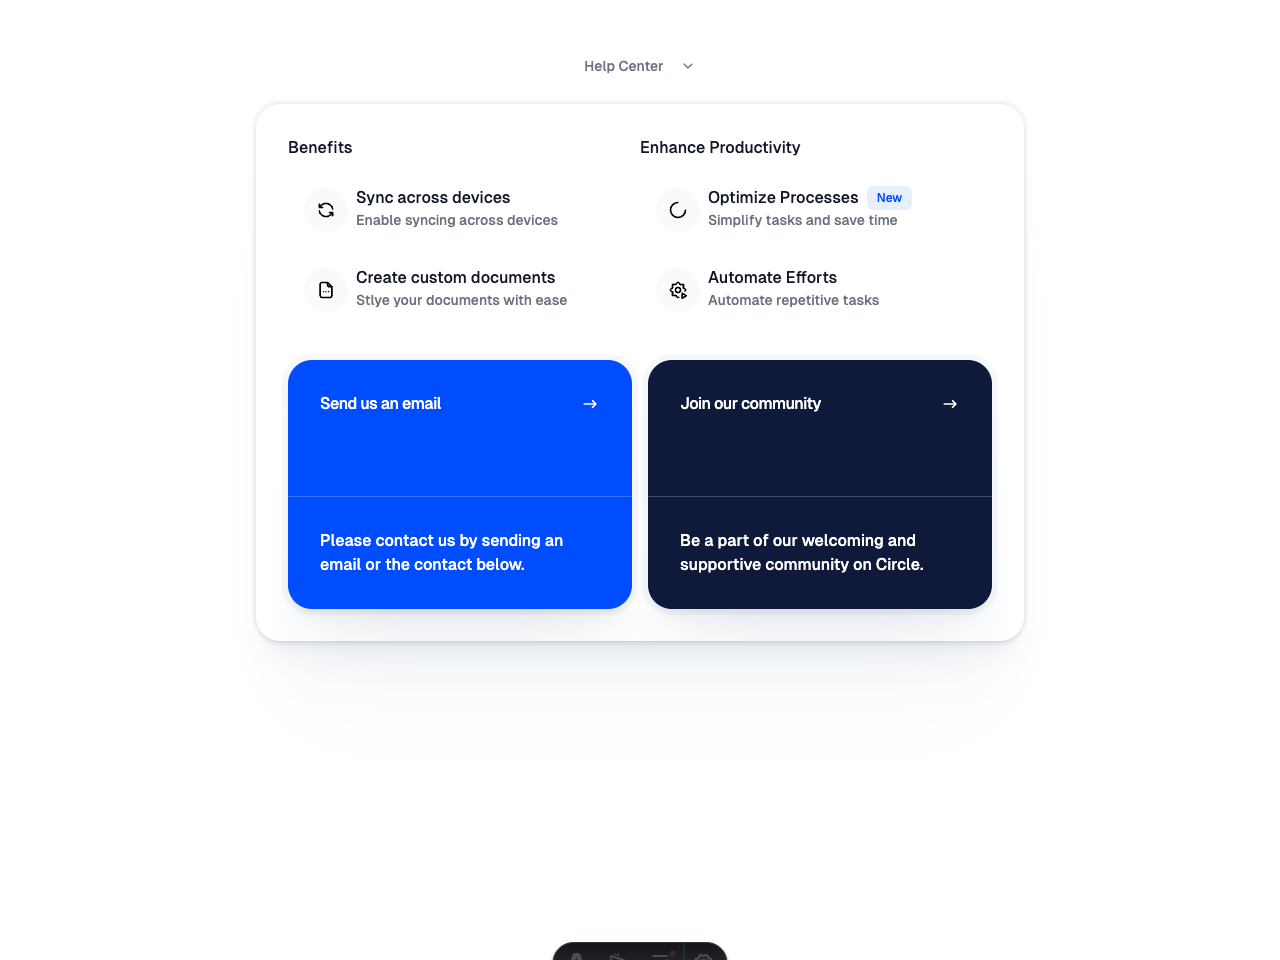 Help Center
Benefits
Enhance Productivity
Sync across devices
Enable syncing across devices
Optimize Processes New
Simplify tasks and save time
Create custom documents
Stlye your documents with ease
Automate Efforts
Automate repetitive tasks
Send us an email
Please contact us by sending an
email or the contact below.
Join our community
Be a part of our welcoming and
supportive community on Circle.